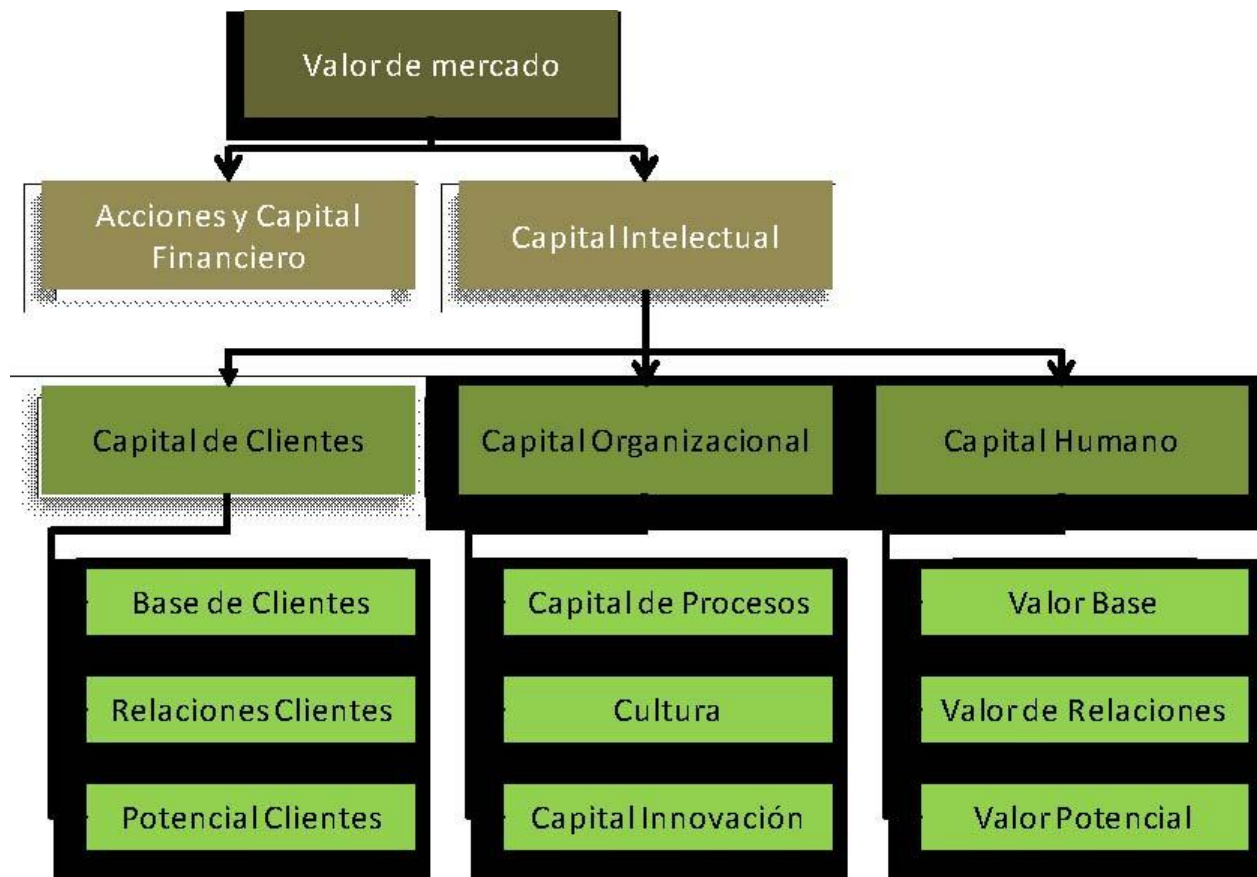 Valor de mercado
Acciones y Capital
Financiero
Capital Intelectual
Capital de Clientes
Capital Organizacional
Capital Humano
Base de Clientes
Capital de Procesos
Valor Base
Relaciones Clientes
Cultura
Valor de Relaciones
Potencial Clientes
Capital Innovación
Valor Potencial